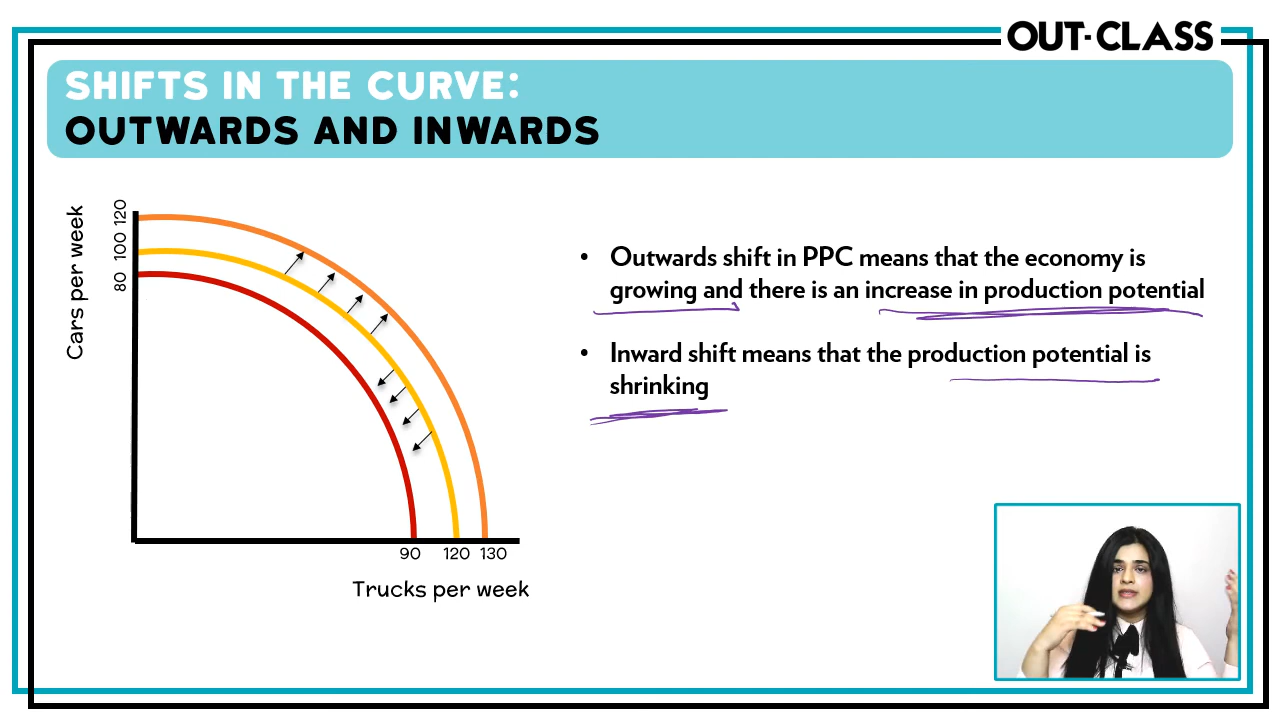 OUT-CLASS
SHIFTS IN THE CURVE:
OUTWARDS AND INWARDS
Cars per week
120
100
80
90 120 130
Trucks per week
• Outwards shift in PPC means that the economy is
growing and there is an increase in production potential
• Inward shift means that the production potential is
shrinking